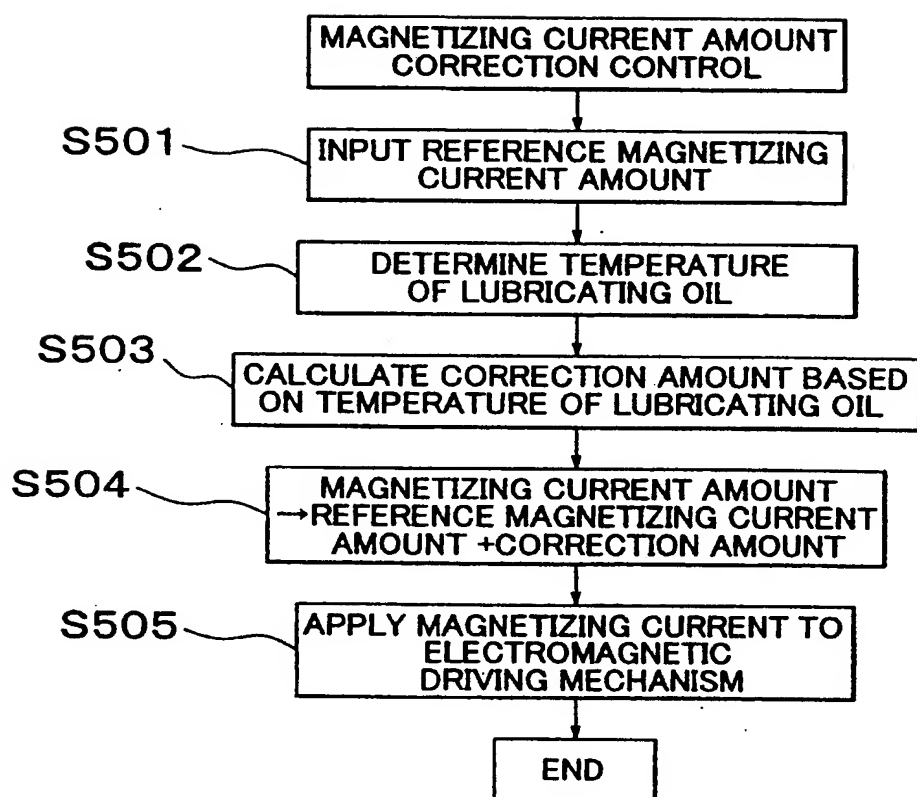 MAGNETIZING CURRENT AMOUNT
CORRECTION CONTROL
S501
INPUT REFERENCE MAGNETIZING
CURRENT AMOUNT
S502
DETERMINE TEMPERATURE
OF LUBRICATING OIL
S503
CALCULATE CORRECTION AMOUNT BASED
ON TEMPERATURE OF LUBRICATING OIL
S504
MAGNETIZING CURRENT AMOUNT
→REFERENCE MAGNETIZING CURRENT
AMOUNT +CORRECTION AMOUNT
S505
APPLY MAGNETIZING CURRENT TO
ELECTROMAGNETIC
DRIVING MECHANISM
END